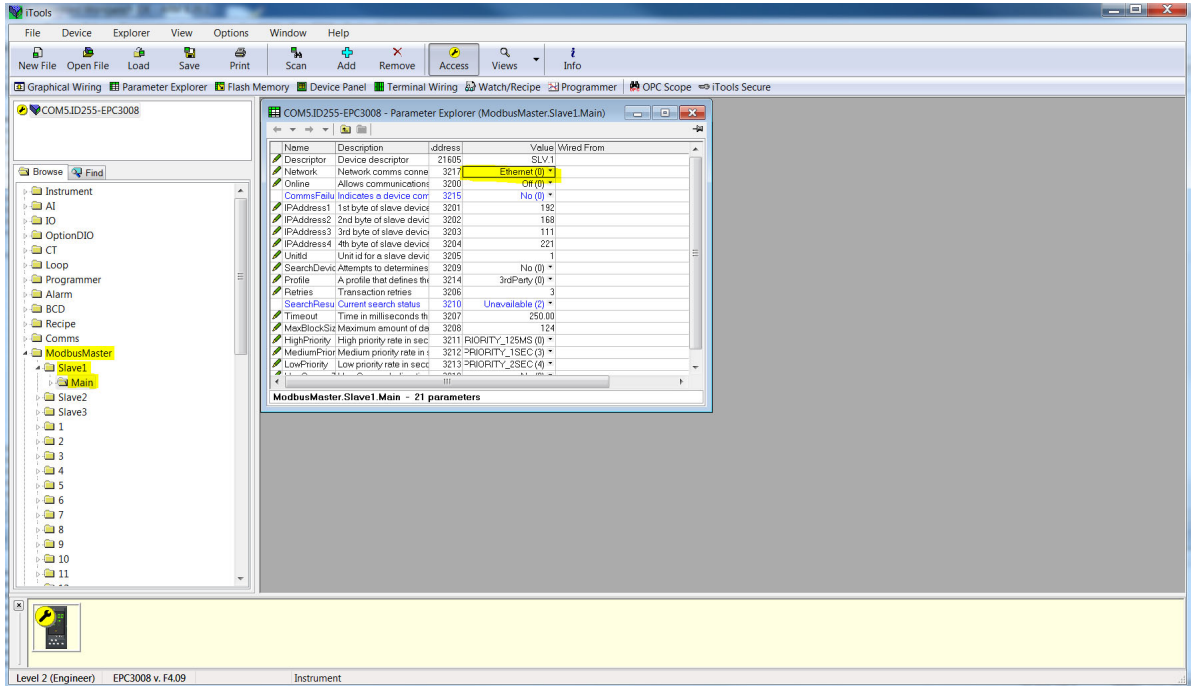 iTools
File Device Explorer View Options Window Help
New File Open File Load Save Print Scan Add Remove Access Views Info
Graphical Wiring Parameter Explorer Flash Memory Device Panel Terminal Wiring Watch/Recipe Programmer OPC Scope iTools Secure
COM5.ID255-EPC3008
Browse Find
Instrument
AI
IO
OptionDIO
CT
Loop
Programmer
Alarm
BCD
Recipe
Comms
ModbusMaster
Slave1
Main
Slave2
Slave3
1
2
3
4
5
6
7
8
9
10
11
COM5.ID255-EPC3008 - Parameter Explorer (ModbusMaster.Slave1.Main)
Name Description ddress Value Wired From
Descriptor Device descriptor 21605 SLV.1
Network Network comms conne 3217 Ethernet (0)
Online Allows communications 3200 Off (0)
CommsFailu Indicates a device com 3215 No (0)
IPAddress1 1st byte of slave device 3201 192
IPAddress2 2nd byte of slave devic 3202 168
IPAddress3 3rd byte of slave devic 3203 111
IPAddress4 4th byte of slave device 3204 221
UnitId Unit id for a slave devic 3205 1
SearchDevic Attempts to determines 3209 No (0)
Profile A profile that defines the 3214 3rdParty (0)
Retries Transaction retries 3206 3
SearchResu Current search status 3210 Unavailable (2)
Timeout Time in milliseconds th 3207 250.00
MaxBlockSiz Maximum amount of da 3208 124
HighPriority High priority rate in sec 3211 RIORITY_125MS (0)
MediumPrior Medium priority rate in s 3212 PRIORITY_1SEC (3)
LowPriority Low priority rate in secc 3213 PRIORITY_2SEC (4)
ModbusMaster.Slave1.Main - 21 parameters
Level 2 (Engineer) EPC3008 v. F4.09 Instrument